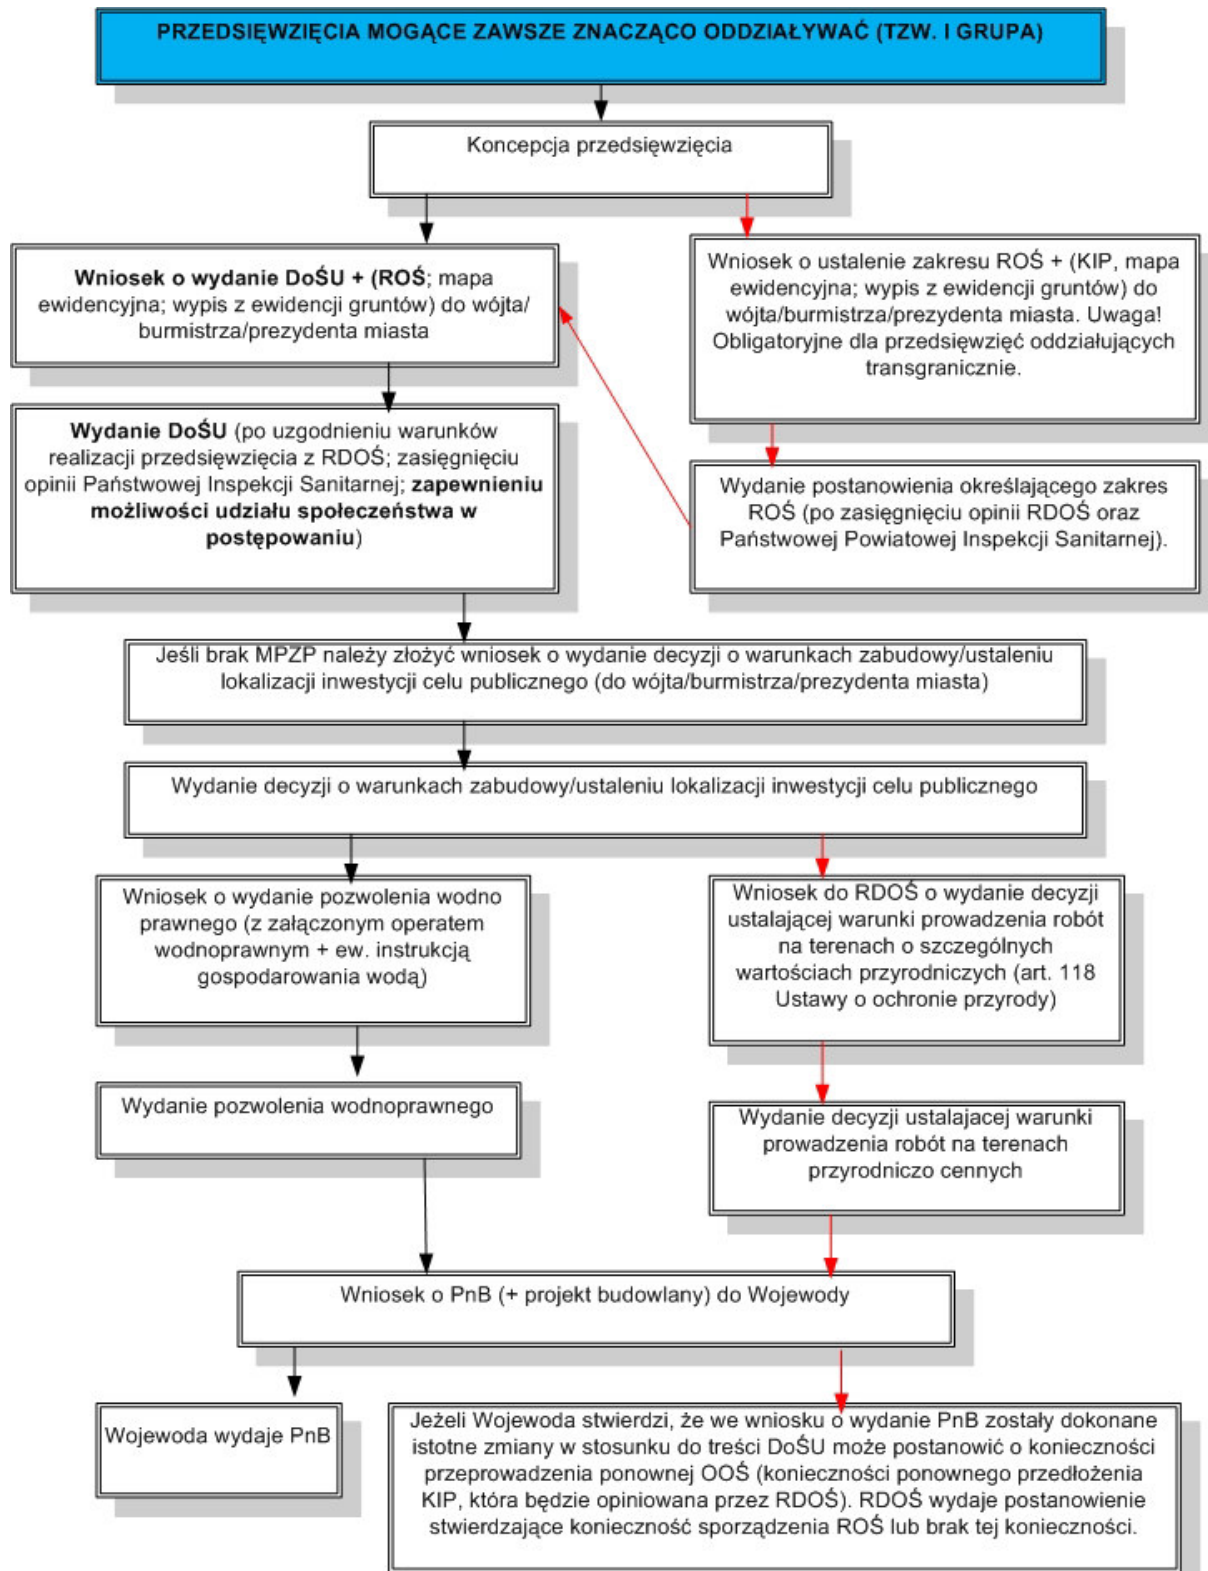 PRZEDSIĘWZIĘCIA MOGĄCE ZAWSZE ZNACZĄCO ODDZIAŁYWAĆ (TZW. I GRUPA)
Koncepcja przedsięwzięcia
Wniosek o wydanie DoŚU + (ROŚ; mapa
ewidencyjna; wypis z ewidencji gruntów) do wójta/
burmistrza/prezydenta miasta
Wniosek o ustalenie zakresu ROŚ + (KIP, mapa
ewidencyjna; wypis z ewidencji gruntów) do
wójta/burmistrza/prezydenta miasta. Uwaga!
Obligatoryjne dla przedsięwzięć oddziałujących
transgranicznie.
Wydanie DoŚU (po uzgodnieniu warunków
realizacji przedsięwzięcia z RDOŚ; zasięgnięciu
opinii Państwowej Inspekcji Sanitarnej; zapewnieniu
możliwości udziału społeczeństwa w
postępowaniu)
Wydanie postanowienia określającego zakres
ROŚ (po zasięgnięciu opinii RDOŚ oraz
Państwowej Powiatowej Inspekcji Sanitarnej).
Jeśli brak MPZP należy złożyć wniosek o wydanie decyzji o warunkach zabudowy/ustaleniu
lokalizacji inwestycji celu publicznego (do wójta/burmistrza/prezydenta miasta)
Wydanie decyzji o warunkach zabudowy/ustaleniu lokalizacji inwestycji celu publicznego
Wniosek o wydanie pozwolenia wodno
prawnego (z załączonym operatem
wodnoprawnym + ew. instrukcją
gospodarowania wodą)
Wniosek do RDOŚ o wydanie decyzji
ustalającej warunki prowadzenia robót
na terenach o szczególnych
wartościach przyrodniczych (art. 118
Ustawy o ochronie przyrody)
Wydanie pozwolenia wodnoprawnego
Wydanie decyzji ustalajacej warunki
prowadzenia robót na terenach
przyrodniczo cennych
Wniosek o PnB (+ projekt budowlany) do Wojewody
Wojewoda wydaje PnB
Jeżeli Wojewoda stwierdzi, że we wniosku o wydanie PnB zostały dokonane
istotne zmiany w stosunku do treści DoŚU może postanowić o konieczności
przeprowadzenia ponownej OOŚ (konieczności ponownego przedłożenia
KIP, która będzie opiniowana przez RDOŚ). RDOŚ wydaje postanowienie
stwierdzające konieczność sporządzenia ROŚ lub brak tej konieczności.